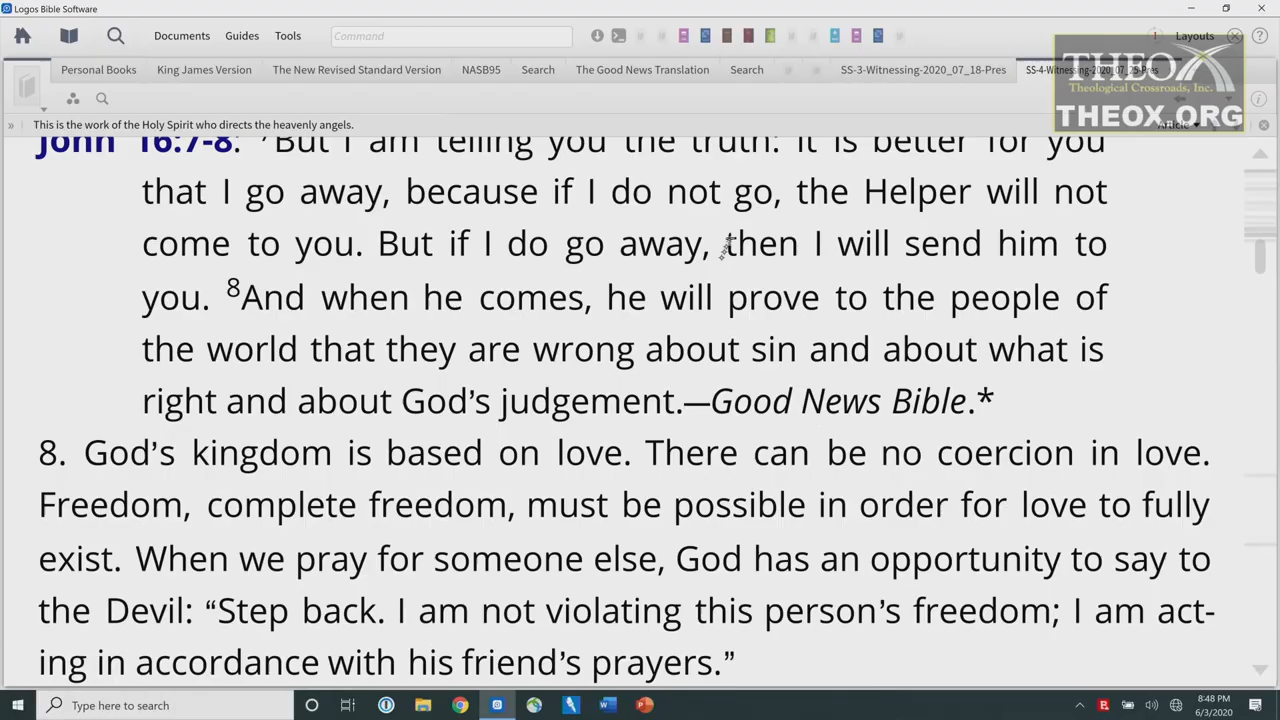 Logos Bible Software
Documents Guides Tools Command Layouts
Personal Books King James Version The New Revised NASB95 Search The Good News Translation Search SS-3-Witnessing-2020_07_18-Pres SS-4-Witnessing-2020_07_25-Pres
THEOX
Theological Crossroads, Inc.
THEOX.ORG
This is the work of the Holy Spirit who directs the heavenly angels. Article
John 16:7-8: 7But I am telling you the truth: it is better for you
that I go away, because if I do not go, the Helper will not
come to you. But if I do go away, then I will send him to
you. 8And when he comes, he will prove to the people of
the world that they are wrong about sin and about what is
right and about God’s judgement.—Good News Bible.*
8. God’s kingdom is based on love. There can be no coercion in love.
Freedom, complete freedom, must be possible in order for love to fully
exist. When we pray for someone else, God has an opportunity to say to
the Devil: “Step back. I am not violating this person’s freedom; I am act-
ing in accordance with his friend’s prayers.”
Type here to search
8:48 PM
6/3/2020